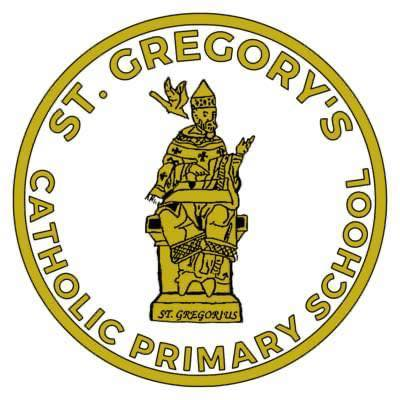 ST. GREGORY'S
CATHOLIC PRIMARY SCHOOL
ST. GREGORIUS